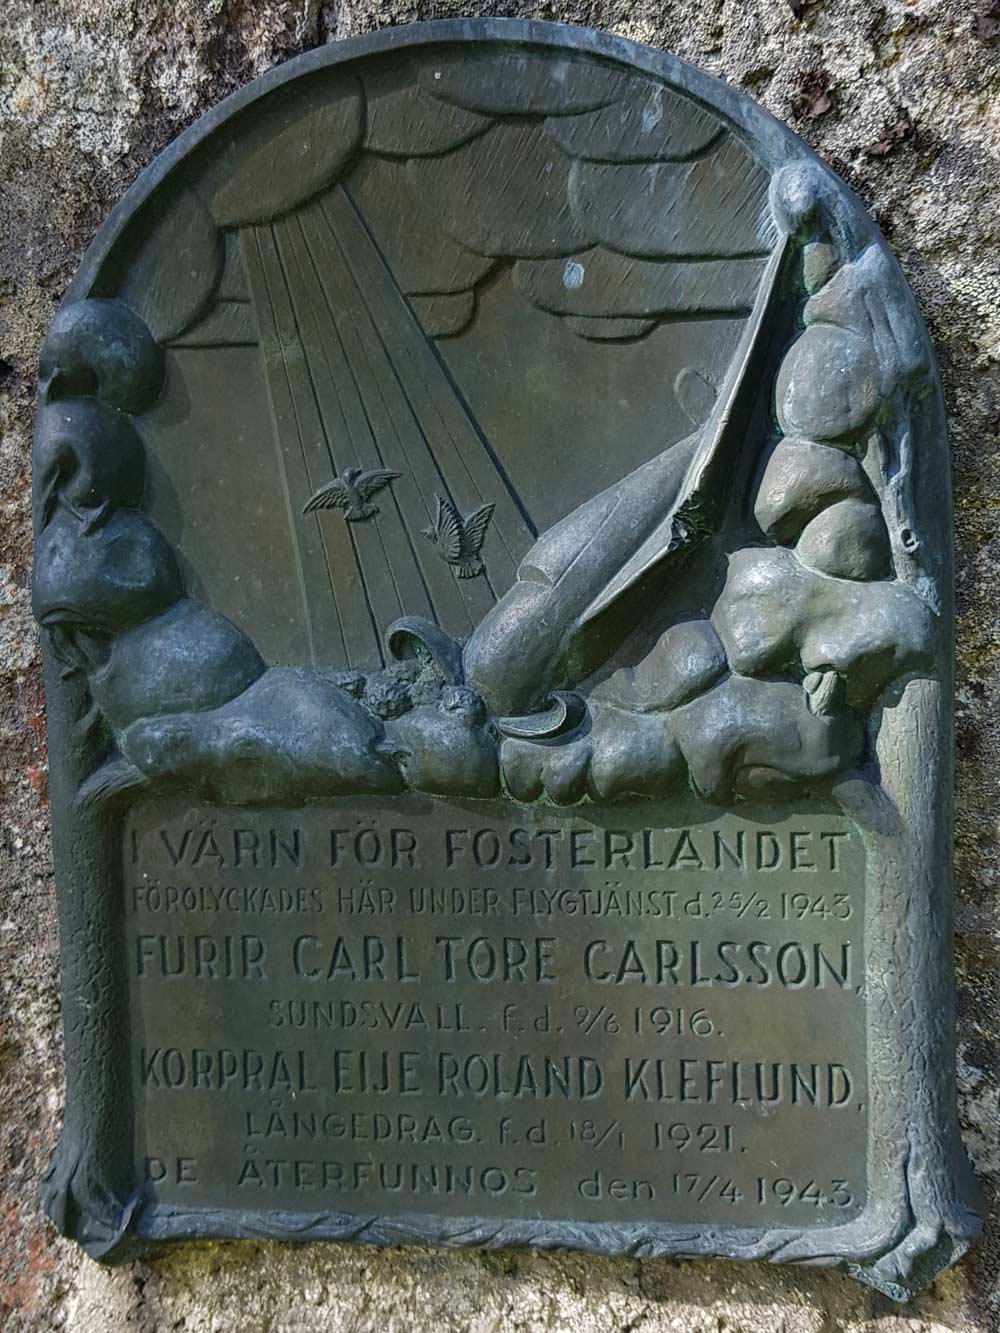 I VÄRN FÖR FOSTERLANDET
FÖROLYCKADES HÄR UNDER FLYGTJÄNST d. 25/2 1943
FURIR CARL TORE CARLSSON,
SUNDSVALL. f.d. 9/6 1916.
KORPRAL EIJE ROLAND KLEFLUND,
LÅNGEDRAG. f.d. 18/1 1921.
DE ÅTERFUNNOS den 17/4 1943.